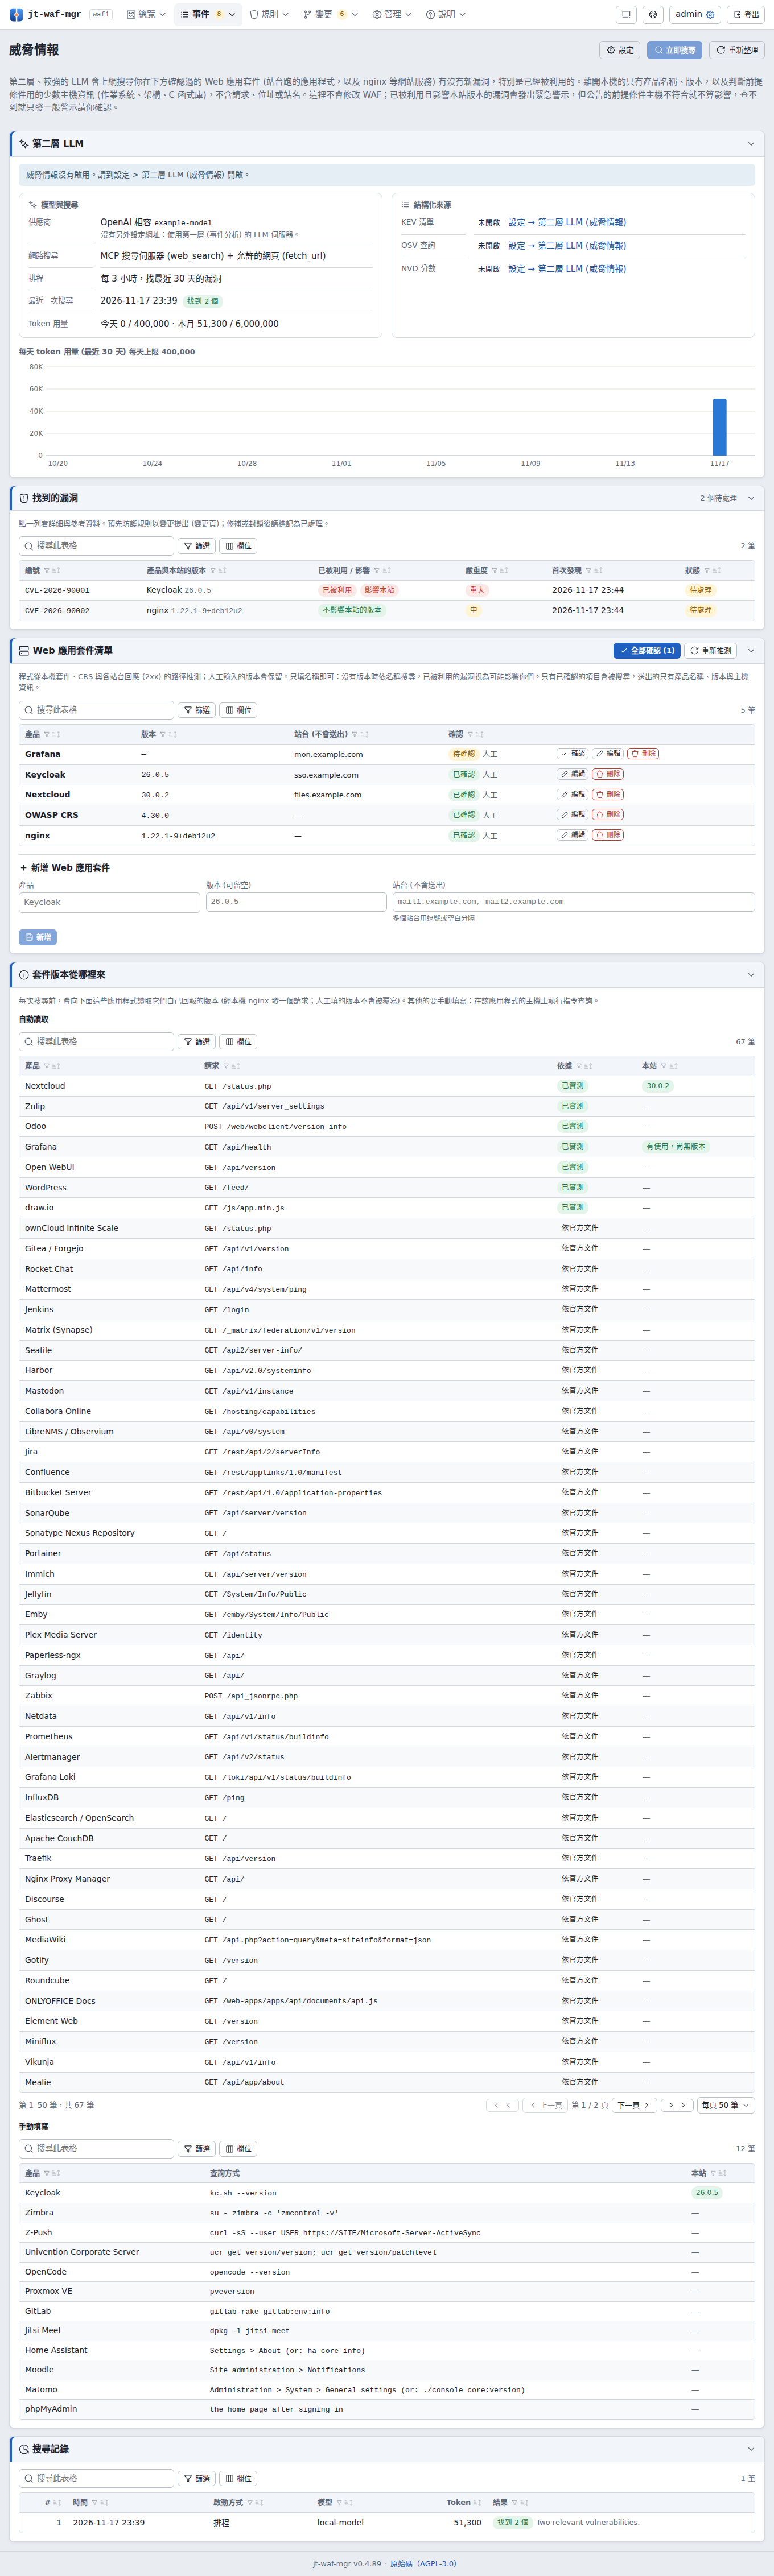 jt-waf-mgr waf1 總覽 事件 8 規則 變更 6 管理 說明 admin 登出
威脅情報 設定 立即搜尋 重新整理
第二層、較強的 LLM 會上網搜尋你在下方確認過的 Web 應用套件 (站台跑的應用程式，以及 nginx 等網站服務) 有沒有新漏洞，特別是已經被利用的。離開本機的只有產品名稱、版本，以及判斷前提
條件用的少數主機資訊 (作業系統、架構、C 函式庫)，不含請求、位址或站名。這裡不會修改 WAF；已被利用且影響本站版本的漏洞會發出緊急警示，但公告的前提條件主機不符合就不算影響，查不
到就只發一般警示請你確認。
第二層 LLM
威脅情報沒有啟用。請到設定 > 第二層 LLM (威脅情報) 開啟。
模型與搜尋
供應商 OpenAI 相容 example-model
沒有另外設定網址：使用第一層 (事件分析) 的 LLM 伺服器。
網路搜尋 MCP 搜尋伺服器 (web_search) + 允許的網頁 (fetch_url)
排程 每 3 小時，找最近 30 天的漏洞
最近一次搜尋 2026-11-17 23:39 找到 2 個
Token 用量 今天 0 / 400,000 · 本月 51,300 / 6,000,000
結構化來源
KEV 清單 未開啟 設定 → 第二層 LLM (威脅情報)
OSV 查詢 未開啟 設定 → 第二層 LLM (威脅情報)
NVD 分數 未開啟 設定 → 第二層 LLM (威脅情報)
每天 token 用量 (最近 30 天) 每天上限 400,000
80K
60K
40K
20K
0
10/20 10/24 10/28 11/01 11/05 11/09 11/13 11/17
找到的漏洞 2 個待處理
點一列看詳細與參考資料。預先防護規則以變更提出 (變更頁)；修補或封鎖後請標記為已處理。
搜尋此表格 篩選 欄位 2 筆
編號 產品與本站的版本 已被利用 / 影響 嚴重度 首次發現 狀態
CVE-2026-90001 Keycloak 26.0.5 已被利用 影響本站 重大 2026-11-17 23:44 待處理
CVE-2026-90002 nginx 1.22.1-9+deb12u2 不影響本站的版本 中 2026-11-17 23:44 待處理
Web 應用套件清單 全部確認 (1) 重新推測
程式從本機套件、CRS 與各站台回應 (2xx) 的路徑推測；人工輸入的版本會保留。只填名稱即可：沒有版本時依名稱搜尋，已被利用的漏洞視為可能影響你們。只有已確認的項目會被搜尋，送出的只有產品名稱、版本與主機
資訊。
搜尋此表格 篩選 欄位 5 筆
產品 版本 站台 (不會送出) 確認
Grafana — mon.example.com 待確認 人工 確認 編輯 刪除
Keycloak 26.0.5 sso.example.com 已確認 人工 編輯 刪除
Nextcloud 30.0.2 files.example.com 已確認 人工 編輯 刪除
OWASP CRS 4.30.0 — 已確認 人工 編輯 刪除
nginx 1.22.1-9+deb12u2 — 已確認 人工 編輯 刪除
新增 Web 應用套件
產品 版本 (可留空) 站台 (不會送出)
Keycloak 26.0.5 mail1.example.com, mail2.example.com
多個站台用逗號或空白分隔
新增
套件版本從哪裡來
每次搜尋前，會向下面這些應用程式讀取它們自己回報的版本 (經本機 nginx 發一個請求；人工填的版本不會被覆寫)。其他的要手動填寫：在該應用程式的主機上執行指令查詢。
自動讀取
搜尋此表格 篩選 欄位 67 筆
產品 請求 依據 本站
Nextcloud GET /status.php 已實測 30.0.2
Zulip GET /api/v1/server_settings 已實測 —
Odoo POST /web/webclient/version_info 已實測 —
Grafana GET /api/health 已實測 有使用，尚無版本
Open WebUI GET /api/version 已實測 —
WordPress GET /feed/ 已實測 —
draw.io GET /js/app.min.js 已實測 —
ownCloud Infinite Scale GET /status.php 依官方文件 —
Gitea / Forgejo GET /api/v1/version 依官方文件 —
Rocket.Chat GET /api/info 依官方文件 —
Mattermost GET /api/v4/system/ping 依官方文件 —
Jenkins GET /login 依官方文件 —
Matrix (Synapse) GET /_matrix/federation/v1/version 依官方文件 —
Seafile GET /api2/server-info/ 依官方文件 —
Harbor GET /api/v2.0/systeminfo 依官方文件 —
Mastodon GET /api/v1/instance 依官方文件 —
Collabora Online GET /hosting/capabilities 依官方文件 —
LibreNMS / Observium GET /api/v0/system 依官方文件 —
Jira GET /rest/api/2/serverInfo 依官方文件 —
Confluence GET /rest/applinks/1.0/manifest 依官方文件 —
Bitbucket Server GET /rest/api/1.0/application-properties 依官方文件 —
SonarQube GET /api/server/version 依官方文件 —
Sonatype Nexus Repository GET / 依官方文件 —
Portainer GET /api/status 依官方文件 —
Immich GET /api/server/version 依官方文件 —
Jellyfin GET /System/Info/Public 依官方文件 —
Emby GET /emby/System/Info/Public 依官方文件 —
Plex Media Server GET /identity 依官方文件 —
Paperless-ngx GET /api/ 依官方文件 —
Graylog GET /api/ 依官方文件 —
Zabbix POST /api_jsonrpc.php 依官方文件 —
Netdata GET /api/v1/info 依官方文件 —
Prometheus GET /api/v1/status/buildinfo 依官方文件 —
Alertmanager GET /api/v2/status 依官方文件 —
Grafana Loki GET /loki/api/v1/status/buildinfo 依官方文件 —
InfluxDB GET /ping 依官方文件 —
Elasticsearch / OpenSearch GET / 依官方文件 —
Apache CouchDB GET / 依官方文件 —
Traefik GET /api/version 依官方文件 —
Nginx Proxy Manager GET /api/ 依官方文件 —
Discourse GET / 依官方文件 —
Ghost GET / 依官方文件 —
MediaWiki GET /api.php?action=query&meta=siteinfo&format=json 依官方文件 —
Gotify GET /version 依官方文件 —
Roundcube GET / 依官方文件 —
ONLYOFFICE Docs GET /web-apps/apps/api/documents/api.js 依官方文件 —
Element Web GET /version 依官方文件 —
Miniflux GET /version 依官方文件 —
Vikunja GET /api/v1/info 依官方文件 —
Mealie GET /api/app/about 依官方文件 —
第 1–50 筆，共 67 筆 上一頁 第 1 / 2 頁 下一頁 每頁 50 筆
手動填寫
搜尋此表格 篩選 欄位 12 筆
產品 查詢方式 本站
Keycloak kc.sh --version 26.0.5
Zimbra su - zimbra -c 'zmcontrol -v' —
Z-Push curl -sS --user USER https://SITE/Microsoft-Server-ActiveSync —
Univention Corporate Server ucr get version/version; ucr get version/patchlevel —
OpenCode opencode --version —
Proxmox VE pveversion —
GitLab gitlab-rake gitlab:env:info —
Jitsi Meet dpkg -l jitsi-meet —
Home Assistant Settings > About (or: ha core info) —
Moodle Site administration > Notifications —
Matomo Administration > System > General settings (or: ./console core:version) —
phpMyAdmin the home page after signing in —
搜尋記錄
搜尋此表格 篩選 欄位 1 筆
# 時間 啟動方式 模型 Token 結果
1 2026-11-17 23:39 排程 local-model 51,300 找到 2 個 Two relevant vulnerabilities.
jt-waf-mgr v0.4.89 · 原始碼（AGPL-3.0）